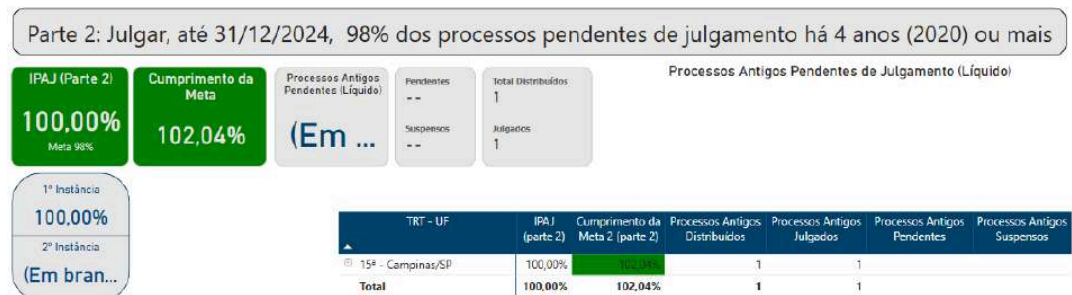 Parte 2: Julgar, até 31/12/2024, 98% dos processos pendentes de julgamento há 4 anos (2020) ou mais
IPAJ (Parte 2)
100,00%
Meta 98%
Cumprimento da
Meta
102,04%
Processos Antigos
Pendentes (Líquido)
(Em ...
Pendentes
--
Suspensos
--
Total Distribuídos
1
Julgados
1
Processos Antigos Pendentes de Julgamento (Líquido)
1º Instância
100,00%
2º Instância
(Em bran...
TRT - UF IPAJ (parte 2) Cumprimento da Meta 2 (parte 2) Processos Antigos Distribuídos Processos Antigos Julgados Processos Antigos Pendentes Processos Antigos Suspensos
15ª - Campinas/SP 100,00% 102,04% 1 1
Total 100,00% 102,04% 1 1